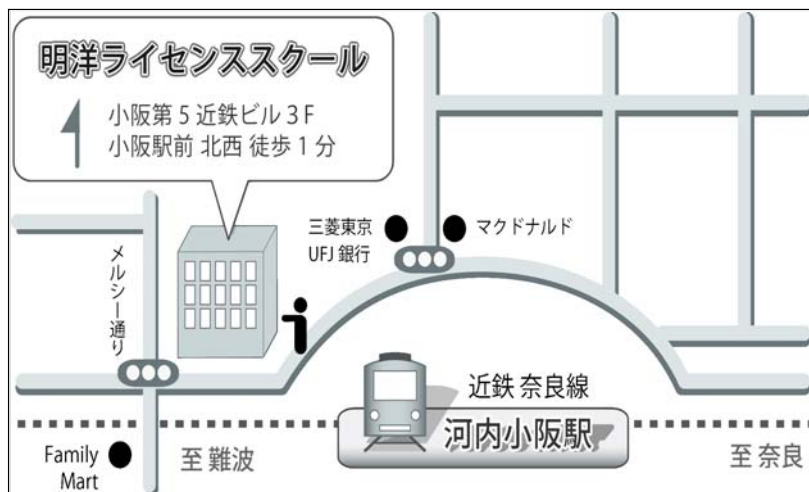 明洋ライセンススクール
小阪第5近鉄ビル3F
小阪駅前 北西 徒歩1分
三菱東京
UFJ銀行
マクドナルド
メルシー通り
近鉄 奈良線
河内小阪駅
Family
Mart
至 難波
至 奈良